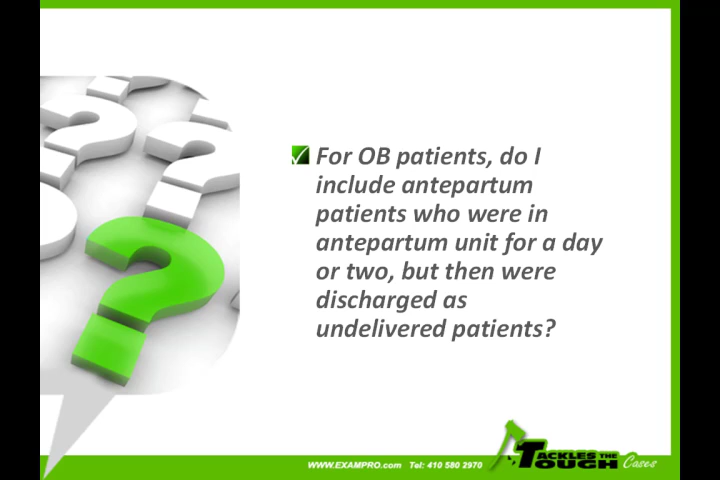 For OB patients, do I
include antepartum
patients who were in
antepartum unit for a day
or two, but then were
discharged as
undelivered patients?
WWW.EXAMPRO.com Tel: 410 580 2970
TACKLES THE
TOUGH Cases